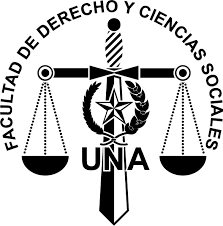 FACULTAD DE DERECHO Y CIENCIAS SOCIALES
UNA